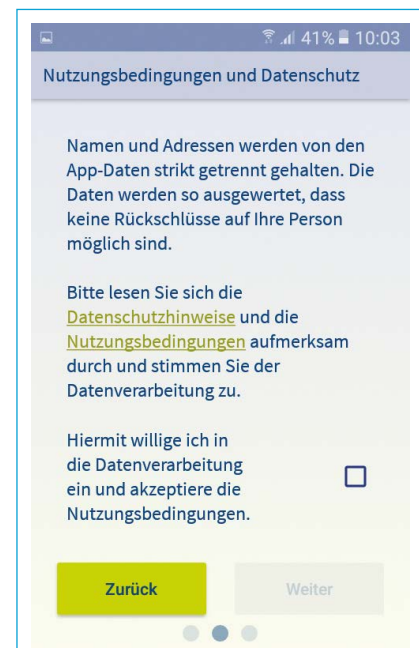 41% 10:03
Nutzungsbedingungen und Datenschutz
Namen und Adressen werden von den
App-Daten strikt getrennt gehalten. Die
Daten werden so ausgewertet, dass
keine Rückschlüsse auf Ihre Person
möglich sind.
Bitte lesen Sie sich die
Datenschutzhinweise und die
Nutzungsbedingungen aufmerksam
durch und stimmen Sie der
Datenverarbeitung zu.
Hiermit willige ich in
die Datenverarbeitung
ein und akzeptiere die
Nutzungsbedingungen.
Zurück Weiter